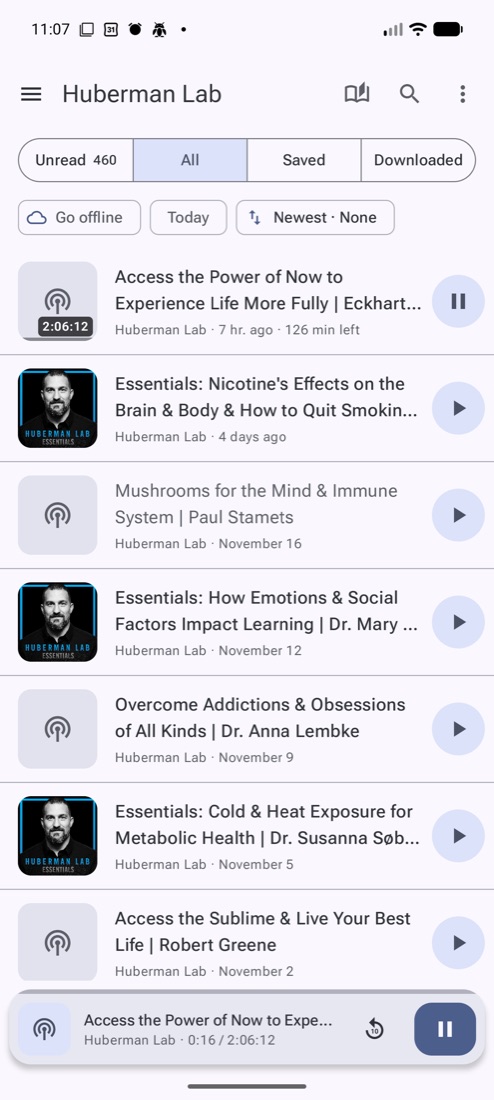 11:07
31
Huberman Lab
Unread 460
All
Saved
Downloaded
Go offline
Today
Newest · None
Access the Power of Now to
Experience Life More Fully | Eckhart...
2:06:12
Huberman Lab · 7 hr. ago · 126 min left
Essentials: Nicotine's Effects on the
Brain & Body & How to Quit Smokin...
Huberman Lab · 4 days ago
HUBERMAN LAB
ESSENTIALS
Mushrooms for the Mind & Immune
System | Paul Stamets
Huberman Lab · November 16
Essentials: How Emotions & Social
Factors Impact Learning | Dr. Mary ...
Huberman Lab · November 12
HUBERMAN LAB
ESSENTIALS
Overcome Addictions & Obsessions
of All Kinds | Dr. Anna Lembke
Huberman Lab · November 9
Essentials: Cold & Heat Exposure for
Metabolic Health | Dr. Susanna Søb...
Huberman Lab · November 5
HUBERMAN LAB
ESSENTIALS
Access the Sublime & Live Your Best
Life | Robert Greene
Huberman Lab · November 2
Access the Power of Now to Expe...
Huberman Lab · 0:16 / 2:06:12
10